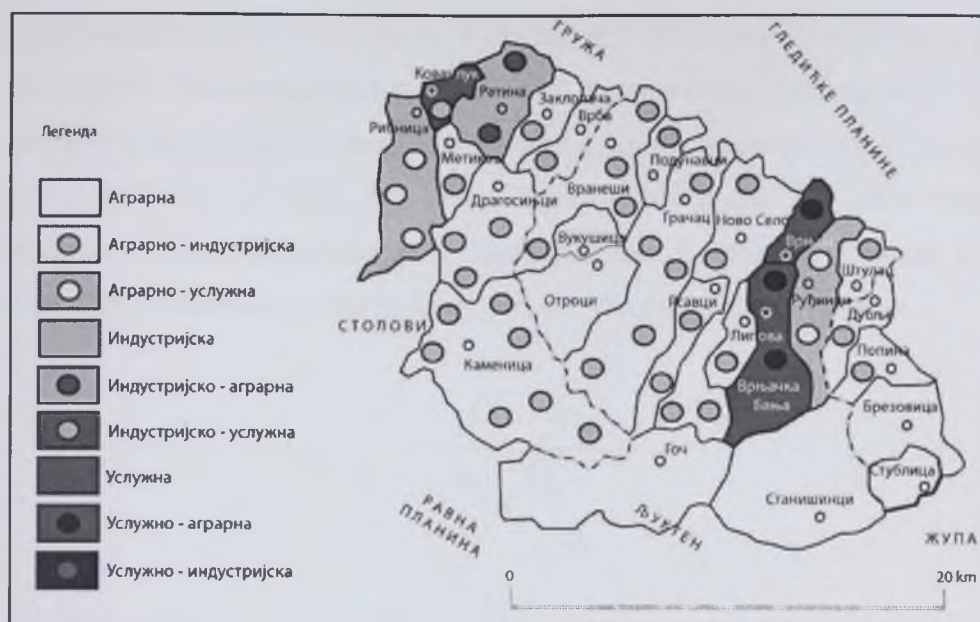 Легенда
Аграрна
Аграрно - индустријска
Аграрно - услужна
Индустријска
Индустријско - аграрна
Индустријско - услужна
Услужна
Услужно - аграрна
Услужно - индустријска
ГРУЖА
ГЛЕДИЋКЕ ПЛАНИНЕ
Ратина
Заклопача
Врба
Рибница
Метикош
Подунавци
Драгосињци
Вранеши
Грачац
Ново Село
Врњци
Вукушица
Штулац
Руђинци
Дубље
Отроци
Рсавци
СТОЛОВИ
Липова
Попина
Каменица
Врњачка
Бања
Брезовица
Гоч
Стублица
Станишинци
РАВНА
ПЛАНИНА
ЉУКТЕН
ЖУПА
0
20 km